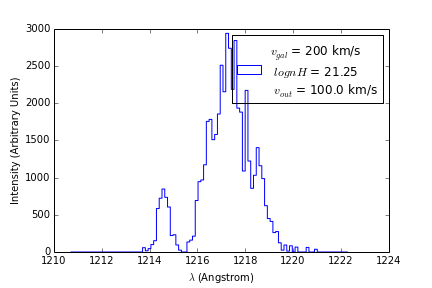 3000
2500
2000
1500
1000
500
0
Intensity (Arbitrary Units)
v_gal = 200 km/s
lognH = 21.25
v_out = 100.0 km/s
1210 1212 1214 1216 1218 1220 1222 1224
λ (Angstrom)